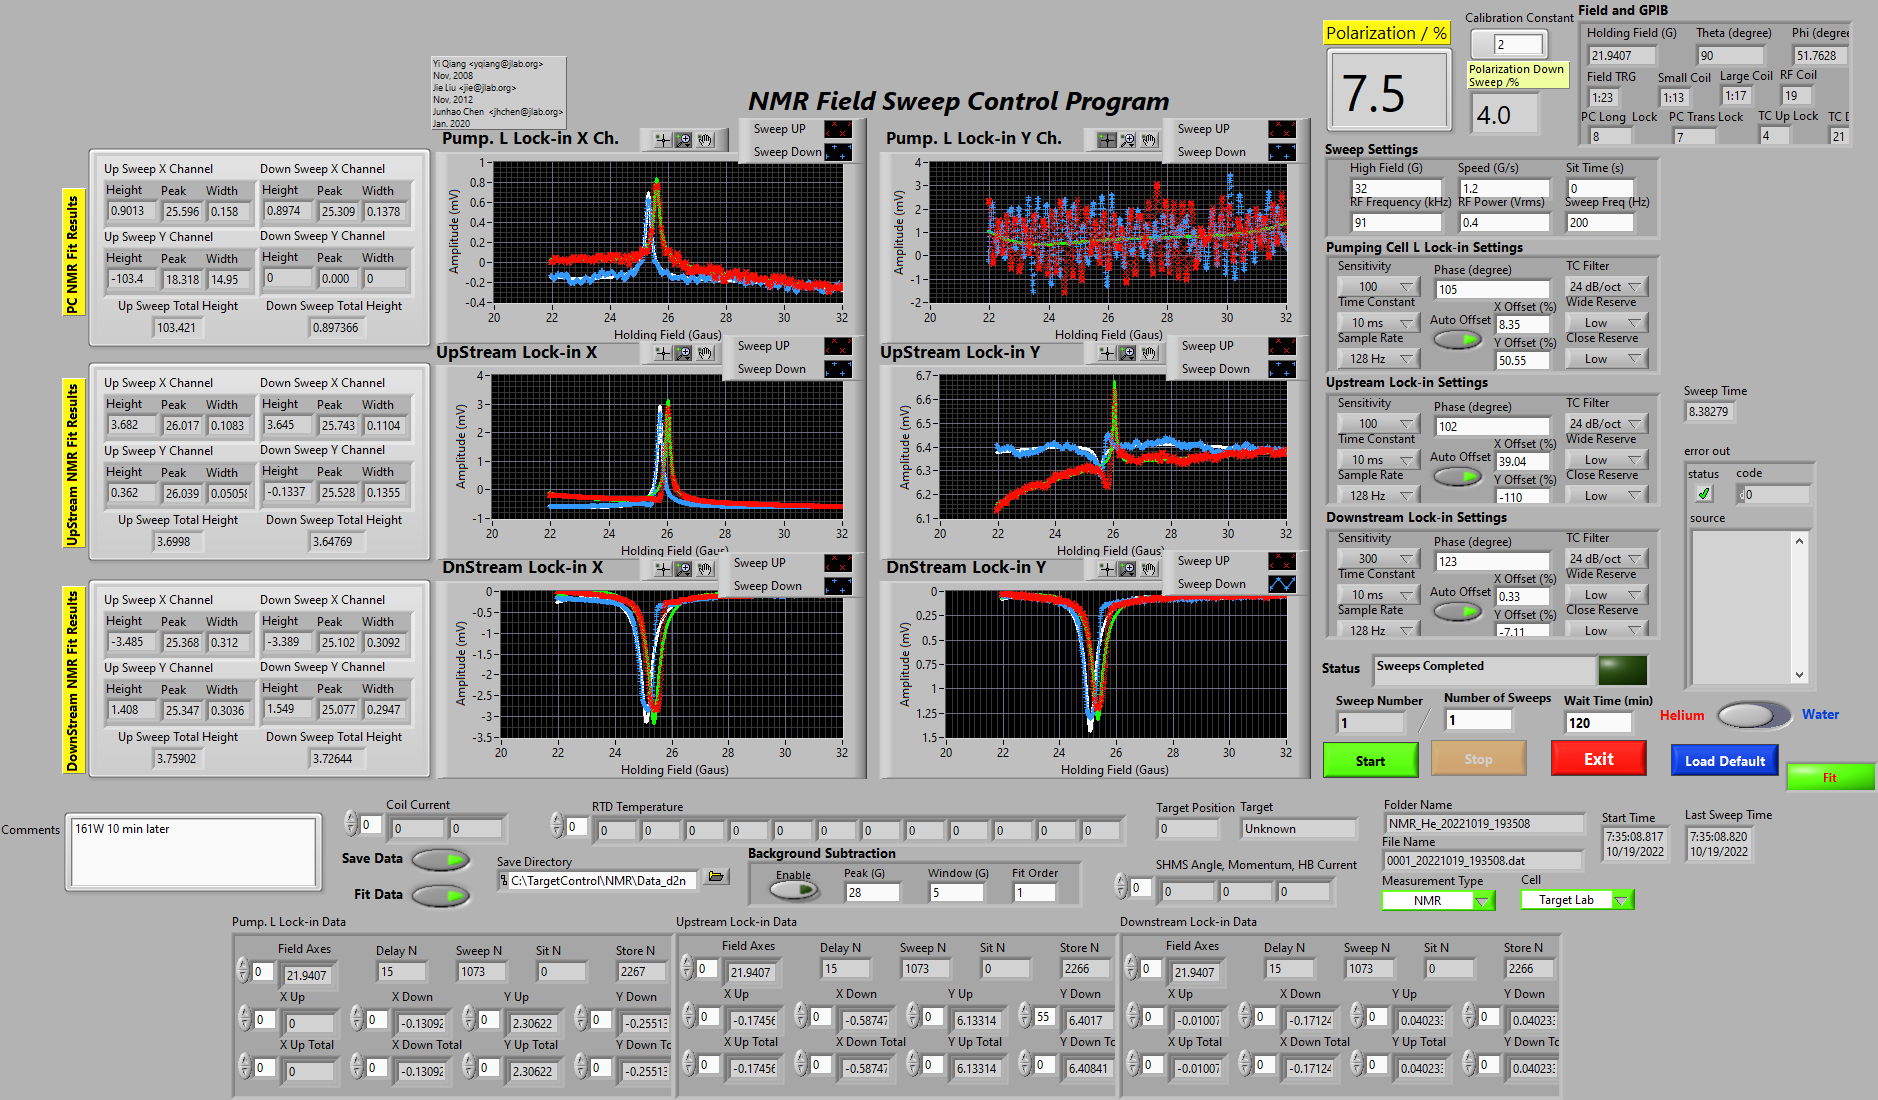 Yi Qiang <yqiang@jlab.org>
Nov, 2008
Jie Liu <jie@jlab.org>
Nov, 2012
Junhao Chen <jhchen@jlab.org>
Jan. 2020
NMR Field Sweep Control Program
Polarization / %
7.5
Calibration Constant
2
Polarization Down
Sweep /%
4.0
Field and GPIB
Holding Field (G) Theta (degree) Phi (degree
21.9407 90 51.7628
Field TRG Small Coil Large Coil RF Coil
1:23 1:13 1:17 19
PC Long Lock PC Trans Lock TC Up Lock TC D
8 7 4 21
PC NMR Fit Results
Up Sweep X Channel Down Sweep X Channel
Height Peak Width Height Peak Width
0.9013 25.596 0.158 0.8974 25.309 0.1378
Up Sweep Y Channel Down Sweep Y Channel
Height Peak Width Height Peak Width
-103.4 18.318 14.95 0 0.000 0
Up Sweep Total Height Down Sweep Total Height
103.421 0.897366
UpStream NMR Fit Results
Up Sweep X Channel Down Sweep X Channel
Height Peak Width Height Peak Width
3.682 26.017 0.1083 3.645 25.743 0.1104
Up Sweep Y Channel Down Sweep Y Channel
Height Peak Width Height Peak Width
0.362 26.039 0.05058 -0.1337 25.528 0.1355
Up Sweep Total Height Down Sweep Total Height
3.6998 3.64769
DownStream NMR Fit Results
Up Sweep X Channel Down Sweep X Channel
Height Peak Width Height Peak Width
-3.485 25.368 0.312 -3.389 25.102 0.3092
Up Sweep Y Channel Down Sweep Y Channel
Height Peak Width Height Peak Width
1.408 25.347 0.3036 1.549 25.077 0.2947
Up Sweep Total Height Down Sweep Total Height
3.75902 3.72644
Pump. L Lock-in X Ch.
Sweep UP
Sweep Down
Amplitude (mV)
1
0.8
0.6
0.4
0.2
0
-0.2
-0.4
20 22 24 26 28 30 32
Holding Field (Gaus)
Pump. L Lock-in Y Ch.
Sweep UP
Sweep Down
Amplitude (mV)
4
3
2
1
0
-1
-2
20 22 24 26 28 30 32
Holding Field (Gaus)
UpStream Lock-in X
Sweep UP
Sweep Down
Amplitude (mV)
4
3
2
1
0
-1
20 22 24 26 28 30 32
Holding Field (Gaus)
UpStream Lock-in Y
Sweep UP
Sweep Down
Amplitude (mV)
6.7
6.6
6.4
6.3
6.2
6.1
20 22 24 26 28 30 32
Holding Field (Gaus)
DnStream Lock-in X
Sweep UP
Sweep Down
Amplitude (mV)
0
-0.5
-1
-1.5
-2
-2.5
-3
-3.5
20 22 24 26 28 30 32
Holding Field (Gaus)
DnStream Lock-in Y
Sweep UP
Sweep Down
Amplitude (mV)
0
0.25
0.5
0.75
1
1.25
1.5
20 22 24 26 28 30 32
Holding Field (Gaus)
Sweep Settings
High Field (G) Speed (G/s) Sit Time (s)
32 1.2 0
RF Frequency (kHz) RF Power (Vrms) Sweep Freq (Hz)
91 0.4 200
Pumping Cell L Lock-in Settings
Sensitivity Phase (degree) TC Filter
100 105 24 dB/oct
Time Constant X Offset (%) Wide Reserve
10 ms Auto Offset 8.35 Low
Sample Rate Y Offset (%) Close Reserve
128 Hz 50.55 Low
Upstream Lock-in Settings
Sensitivity Phase (degree) TC Filter
100 102 24 dB/oct
Time Constant X Offset (%) Wide Reserve
10 ms Auto Offset 39.04 Low
Sample Rate Y Offset (%) Close Reserve
128 Hz -110 Low
Downstream Lock-in Settings
Sensitivity Phase (degree) TC Filter
300 123 24 dB/oct
Time Constant X Offset (%) Wide Reserve
10 ms Auto Offset 0.33 Low
Sample Rate Y Offset (%) Close Reserve
128 Hz -7.11 Low
Sweep Time
8.38279
error out
status code
0
source
Status Sweeps Completed
Sweep Number Number of Sweeps Wait Time (min)
1 / 1 120
Helium Water
Start Stop Exit Load Default Fit
Comments
161W 10 min later
Coil Current
0 0 0
Save Data
Fit Data
RTD Temperature
0 0 0 0 0 0 0 0 0 0 0 0 0
Save Directory
C:\TargetControl\NMR\Data_d2n
Background Subtraction
Enable Peak (G) Window (G) Fit Order
28 5 1
Target Position Target
0 Unknown
SHMS Angle, Momentum, HB Current
0 0 0 0
Folder Name
NMR_He_20221019_193508
File Name
0001_20221019_193508.dat
Measurement Type Cell
NMR Target Lab
Start Time
7:35:08.817
10/19/2022
Last Sweep Time
7:35:08.820
10/19/2022
Pump. L Lock-in Data
Field Axes Delay N Sweep N Sit N Store N
0 21.9407 15 1073 0 2267
X Up X Down Y Up Y Down
0 0 0 -0.13092 0 2.30622 0 -0.25513
X Up Total X Down Total Y Up Total Y Down To
0 0 0 -0.13092 0 2.30622 0 -0.25513
Upstream Lock-in Data
Field Axes Delay N Sweep N Sit N Store N
0 21.9407 15 1073 0 2266
X Up X Down Y Up Y Down
0 -0.17456 0 -0.58747 0 6.13314 55 6.4017
X Up Total X Down Total Y Up Total Y Down To
0 -0.17456 0 -0.58747 0 6.13314 0 6.40841
Downstream Lock-in Data
Field Axes Delay N Sweep N Sit N Store N
0 21.9407 15 1073 0 2266
X Up X Down Y Up Y Down
0 -0.01007 0 -0.17124 0 0.040233 0 0.040233
X Up Total X Down Total Y Up Total Y Down To
0 -0.01007 0 -0.17124 0 0.040233 0 0.040233